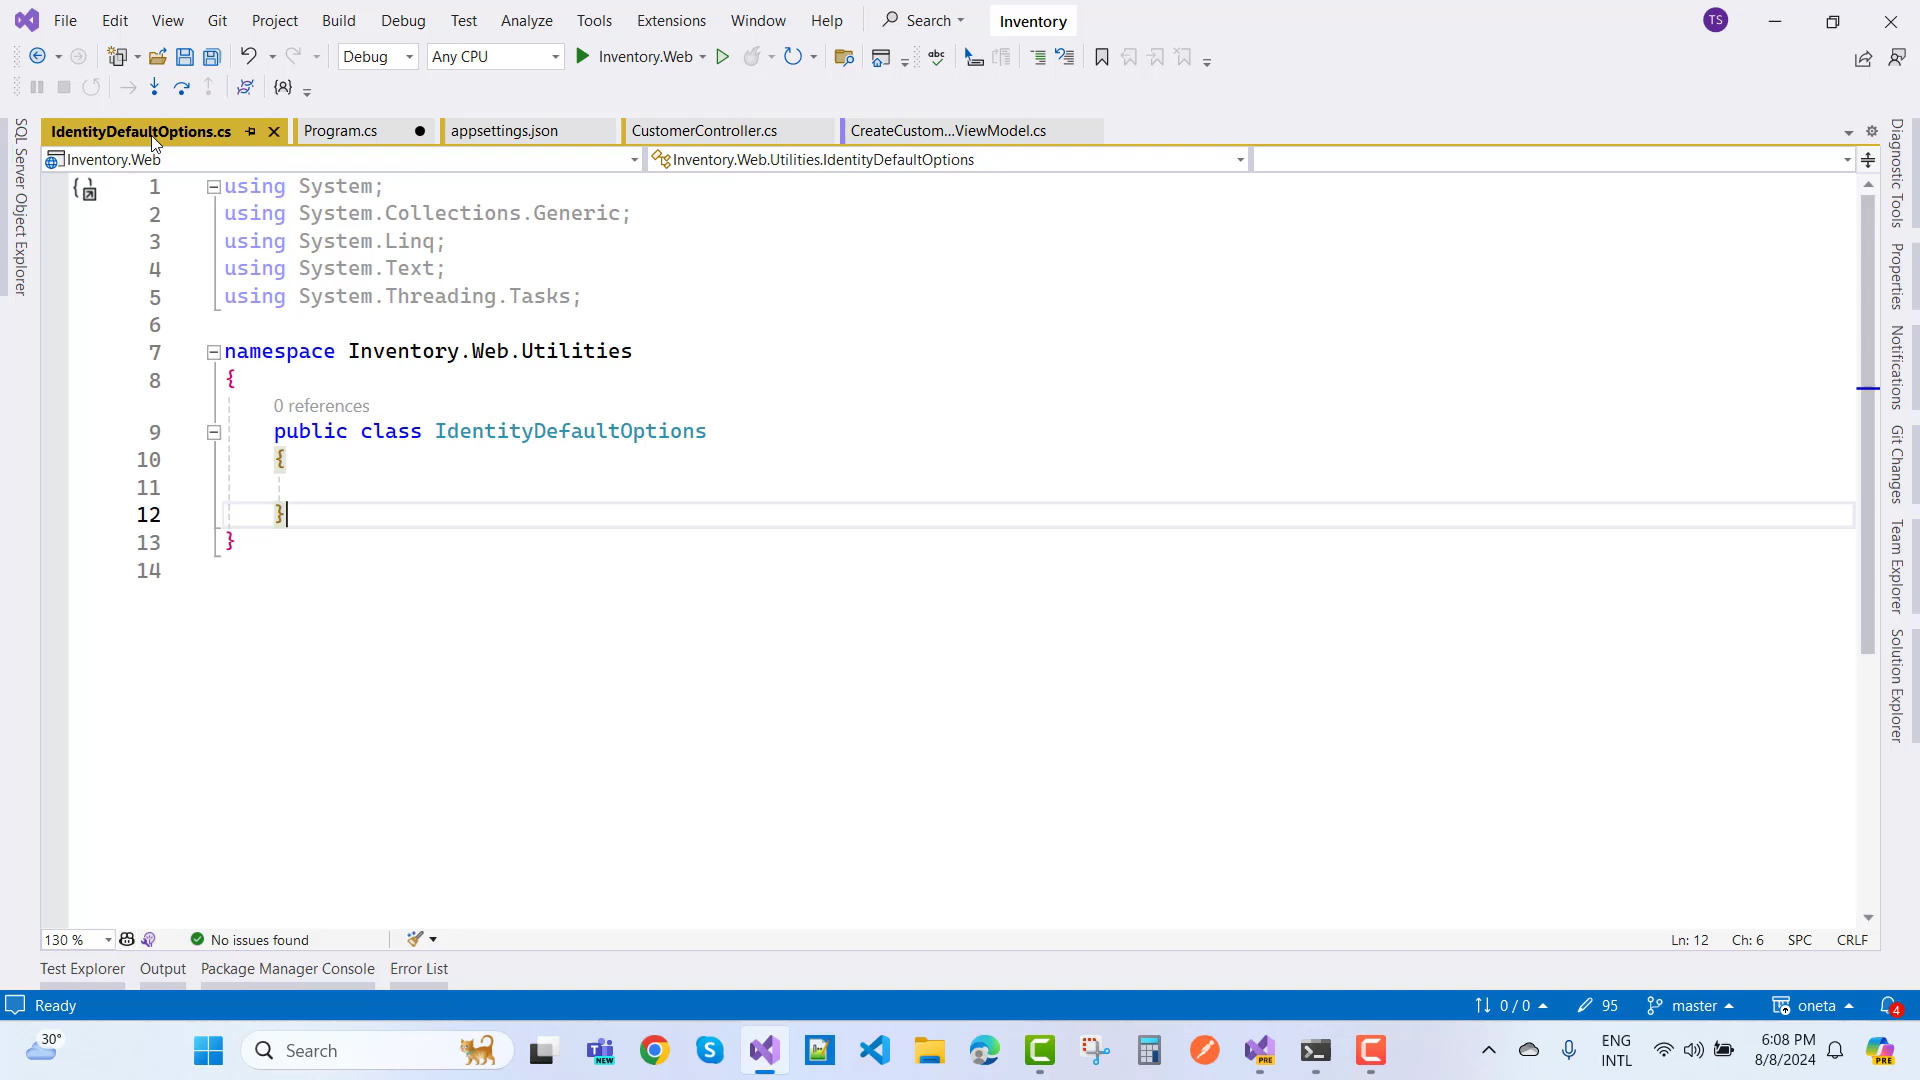 File Edit View Git Project Build Debug Test Analyze Tools Extensions Window Help Search Inventory TS
Debug Any CPU Inventory.Web abc
IdentityDefaultOptions.cs Program.cs appsettings.json CustomerController.cs CreateCustom...ViewModel.cs
Inventory.Web Inventory.Web.Utilities.IdentityDefaultOptions
SQL Server Object Explorer
1 using System;
2 using System.Collections.Generic;
3 using System.Linq;
4 using System.Text;
5 using System.Threading.Tasks;
6
7 namespace Inventory.Web.Utilities
8 {
0 references
9 public class IdentityDefaultOptions
10 {
11
12 }
13 }
14
Diagnostic Tools
Properties
Notifications
Git Changes
Team Explorer
Solution Explorer
130 % No issues found Ln: 12 Ch: 6 SPC CRLF
Test Explorer Output Package Manager Console Error List
Ready 0 / 0 95 master oneta 4
30° Search NEW PRE ENG INTL 6:08 PM 8/8/2024 PRE